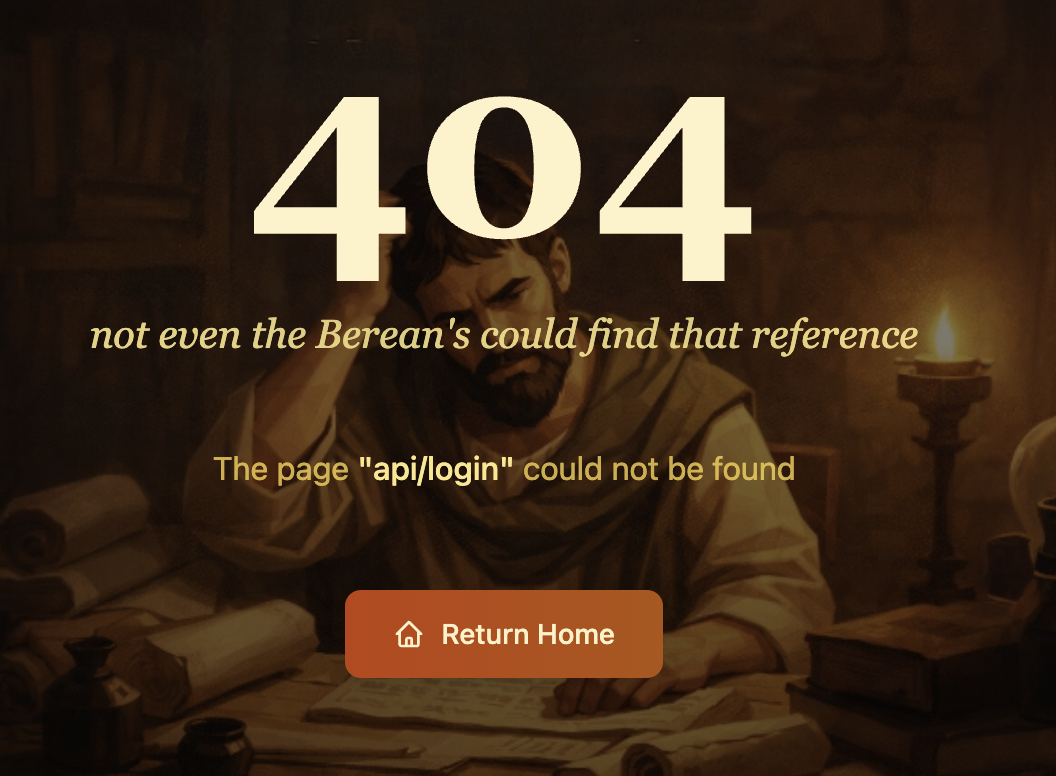 404
not even the Berean's could find that reference
The page "api/login" could not be found
Return Home